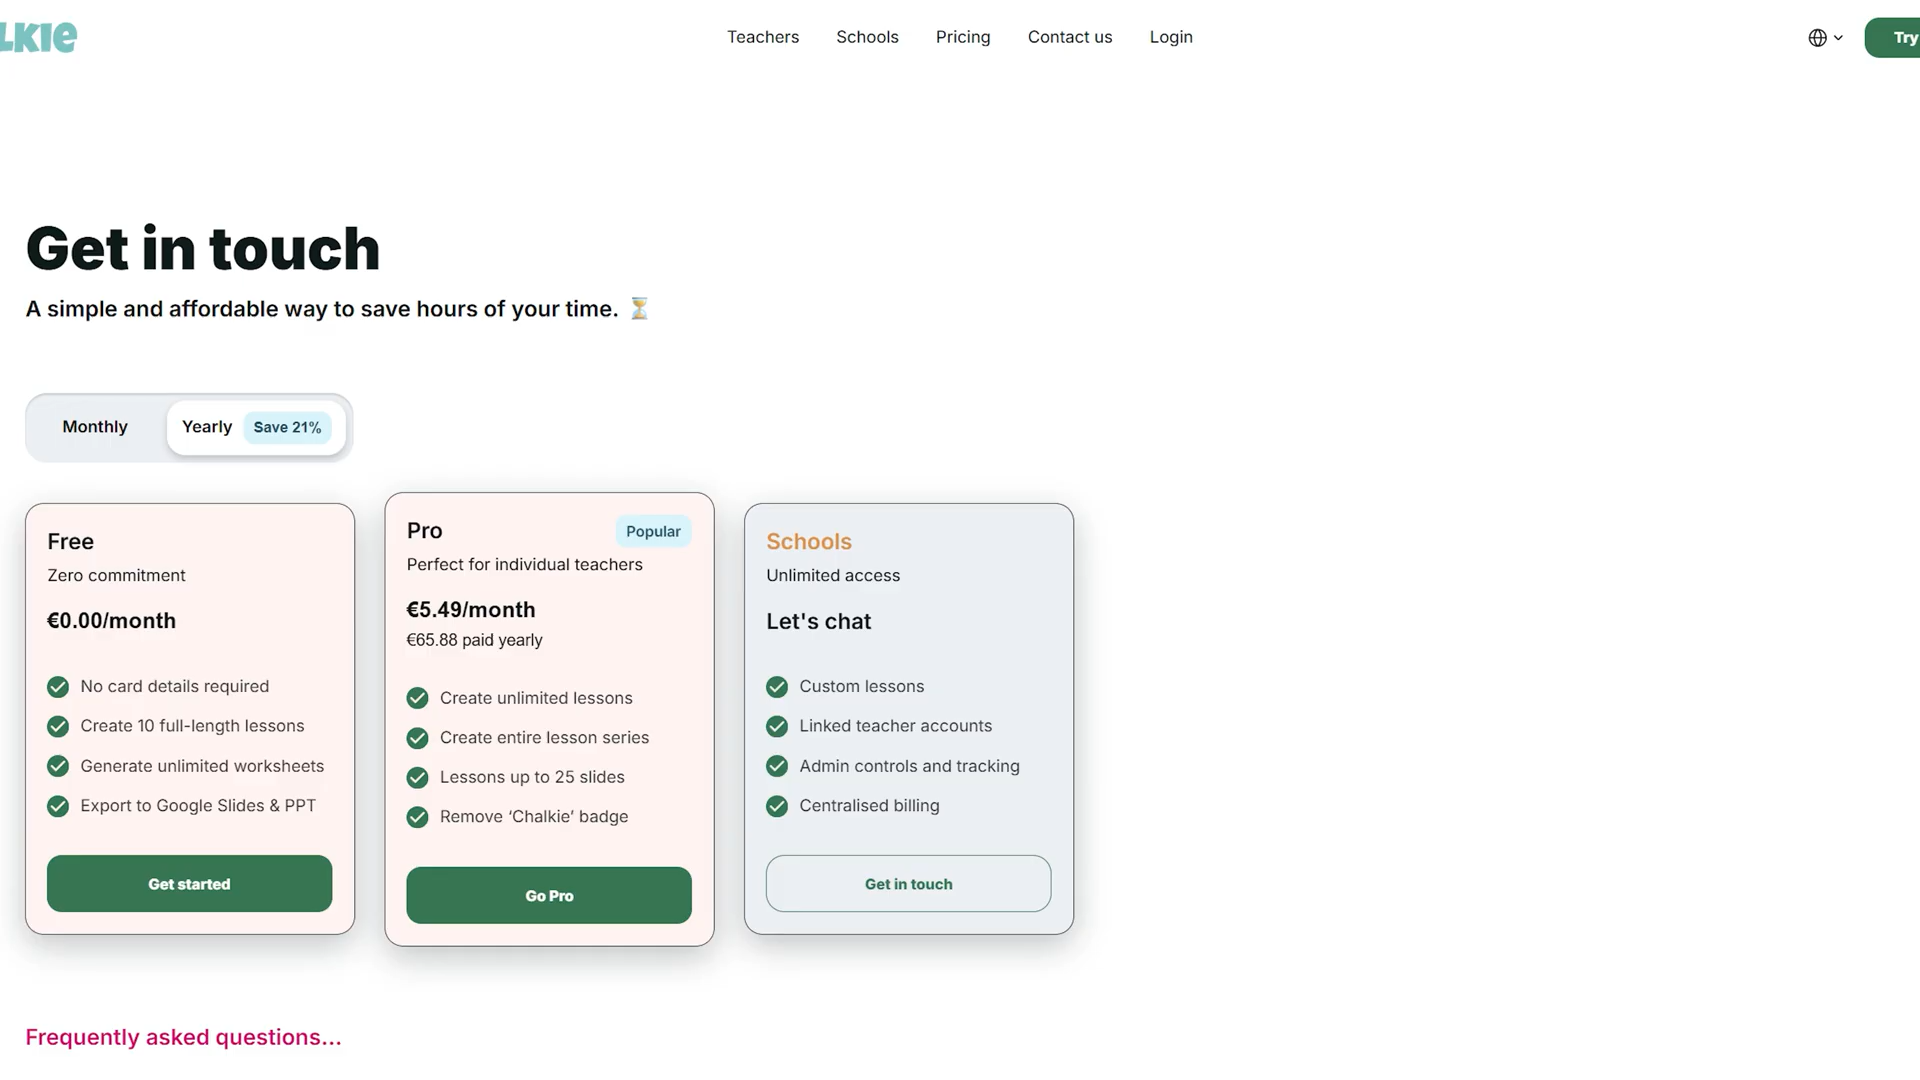 LKIE
Teachers
Schools
Pricing
Contact us
Login
Try
Get in touch
A simple and affordable way to save hours of your time. ⏳
Monthly
Yearly
Save 21%
Free
Zero commitment
€0.00/month
No card details required
Create 10 full-length lessons
Generate unlimited worksheets
Export to Google Slides & PPT
Get started
Pro
Popular
Perfect for individual teachers
€5.49/month
€65.88 paid yearly
Create unlimited lessons
Create entire lesson series
Lessons up to 25 slides
Remove ‘Chalkie’ badge
Go Pro
Schools
Unlimited access
Let's chat
Custom lessons
Linked teacher accounts
Admin controls and tracking
Centralised billing
Get in touch
Frequently asked questions...